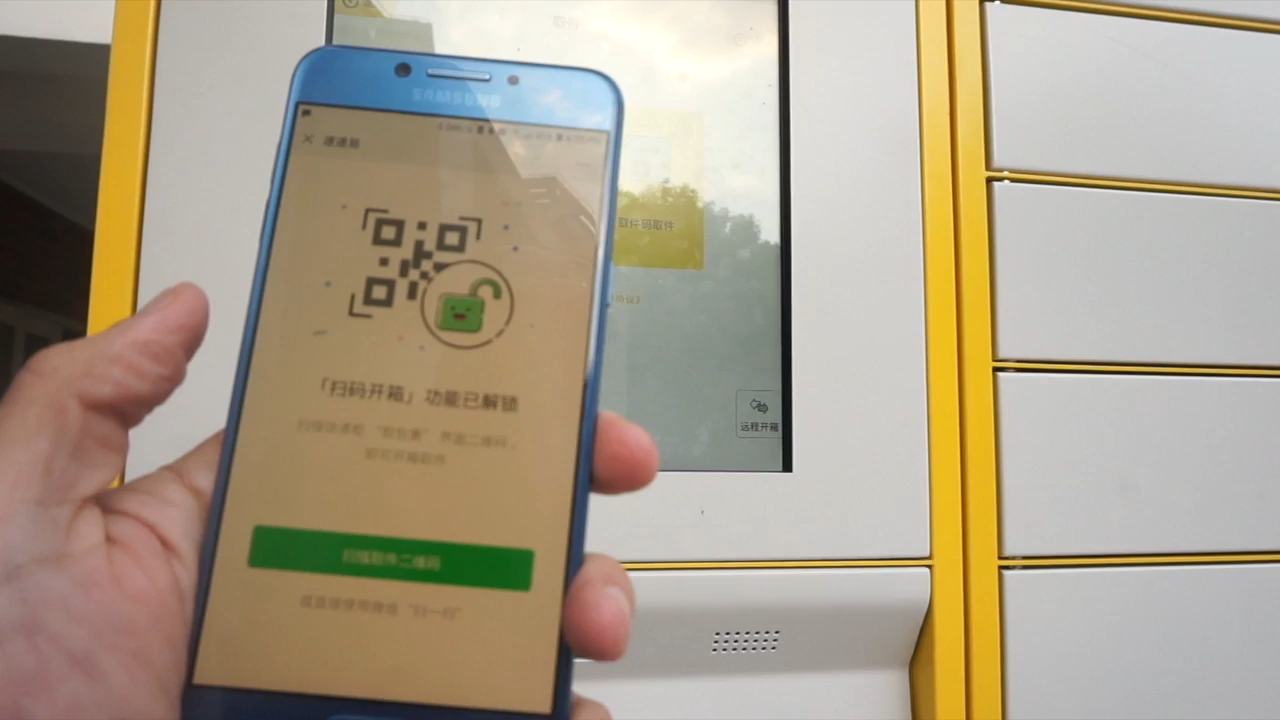 SAMSUNG
速递易
「扫码开箱」功能已解锁
扫描快递柜“取包裹”界面二维码，
即可开箱取件
扫描取件二维码
或直接使用微信“扫一扫”
取件码取件
协议》
远程开箱